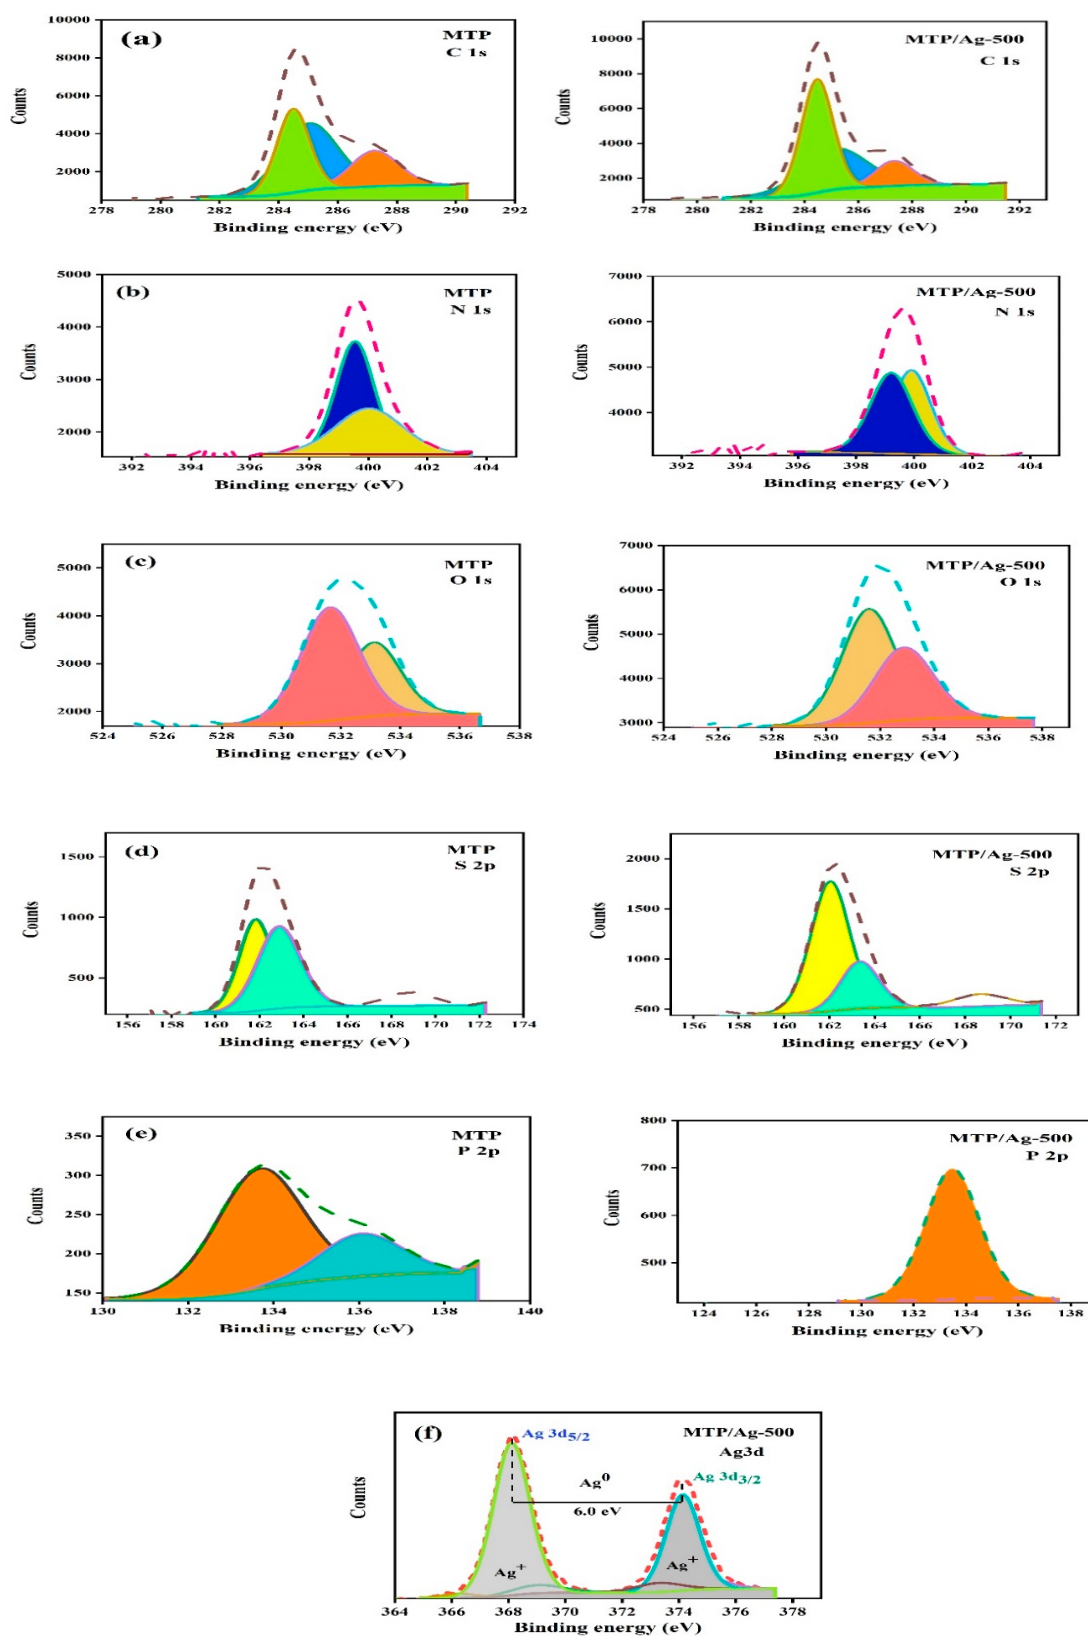 (a)
MTP
C 1s
10000
8000
6000
4000
2000
Counts
278 280 282 284 286 288 290 292
Binding energy (eV)
MTP/Ag-500
C 1s
10000
8000
6000
4000
2000
Counts
278 280 282 284 286 288 290 292
Binding energy (eV)
(b)
MTP
N 1s
5000
4000
3000
2000
Counts
392 394 396 398 400 402 404
Binding energy (eV)
MTP/Ag-500
N 1s
7000
6000
4000
Counts
392 394 396 398 400 402 404
Binding energy (eV)
(c)
MTP
O 1s
5000
4000
3000
2000
Counts
524 526 528 530 532 534 536 538
Binding energy (eV)
MTP/Ag-500
O 1s
7000
6000
5000
4000
3000
Counts
524 526 528 530 532 534 536 538
Binding energy (eV)
(d)
MTP
S 2p
1500
1000
500
Counts
156 158 160 162 164 166 168 170 172 174
Binding energy (eV)
MTP/Ag-500
S 2p
2000
1500
1000
500
Counts
156 158 160 162 164 166 168 170 172
Binding energy (eV)
(e)
MTP
P 2p
350
300
250
200
150
Counts
130 132 134 136 138 140
Binding energy (eV)
MTP/Ag-500
P 2p
800
700
600
500
Counts
124 126 128 130 132 134 136 138
Binding energy (eV)
(f)
Ag 3d5/2
MTP/Ag-500
Ag3d
Ag 3d3/2
Ag0
6.0 eV
Ag+
Ag+
Counts
364 366 368 370 372 374 376 378
Binding energy (eV)